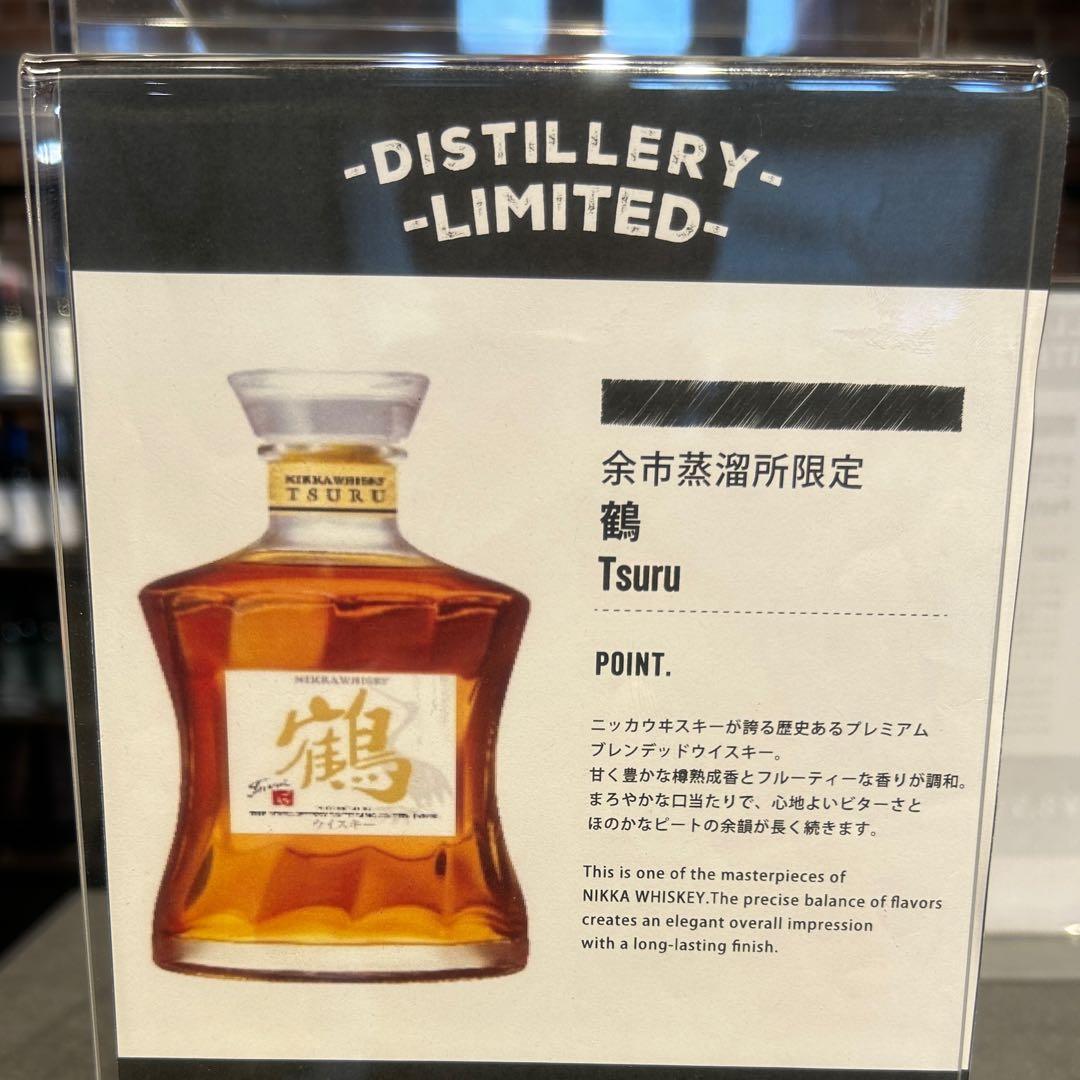 -DISTILLERY-
-LIMITED-
NIKKA WHISKY
TSURU
NIKKA WHISKY
鶴
ウイスキー
余市蒸溜所限定
鶴
Tsuru
POINT.
ニッカウヰスキーが誇る歴史あるプレミアム
ブレンデッドウイスキー。
甘く豊かな樽熟成香とフルーティーな香りが調和。
まろやかな口当たりで、心地よいビターさと
ほのかなピートの余韻が長く続きます。
This is one of the masterpieces of
NIKKA WHISKEY.The precise balance of flavors
creates an elegant overall impression
with a long-lasting finish.